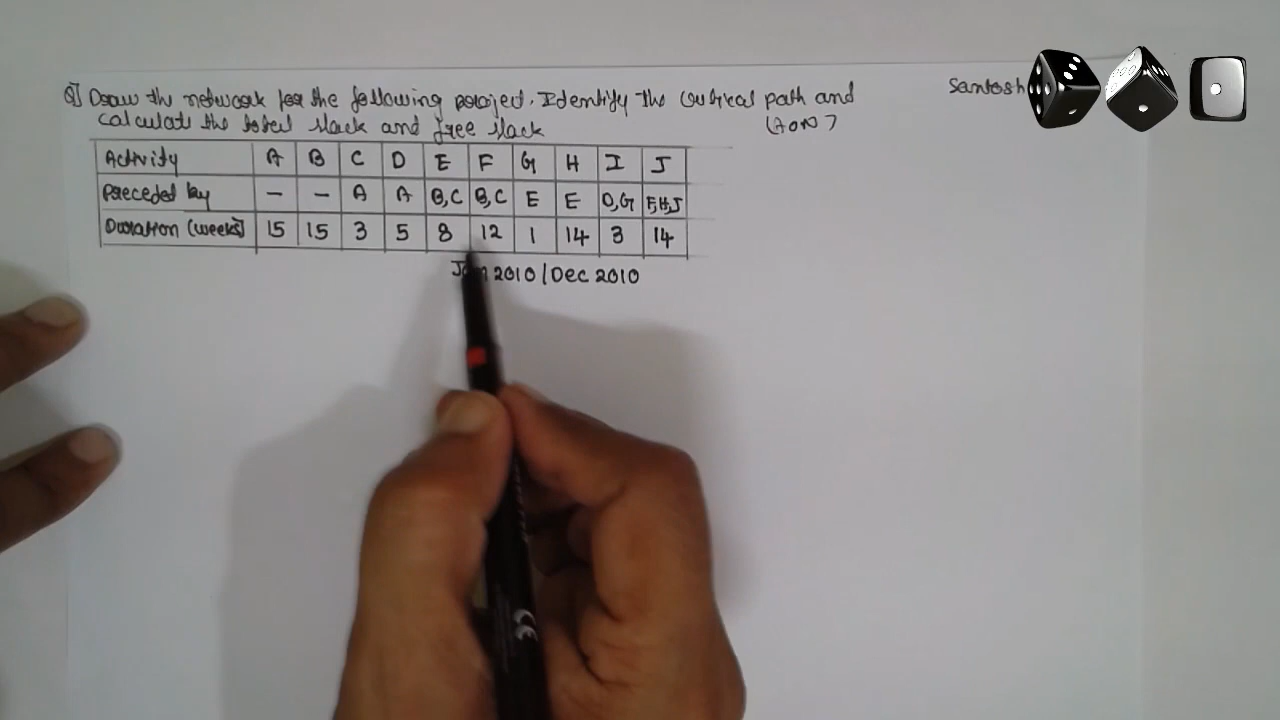 Q] Draw the network for the following project. Identify the Critical path and
calculate the total slack and free slack (AON)
Santosh
Activity A B C D E F G H I J
Preceded by — — A A B,C B,C E E D,G F,H,J
Duration (weeks) 15 15 3 5 8 12 1 14 3 14
Jan 2010 / Dec 2010